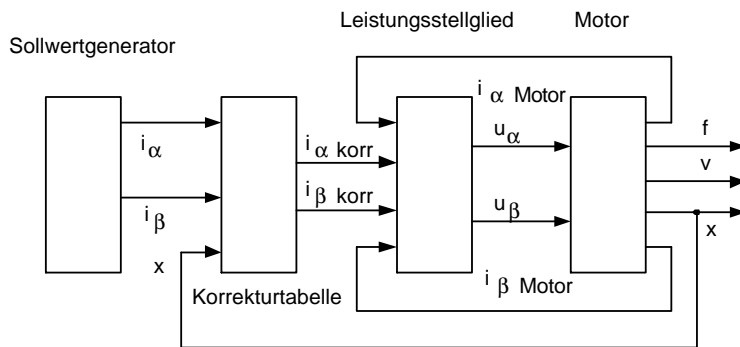 Leistungsstellglied Motor
Sollwertgenerator
i α Motor
i α
i α korr
u α
f
v
i β
i β korr
u β
x
x
Korrekturtabelle
i β Motor